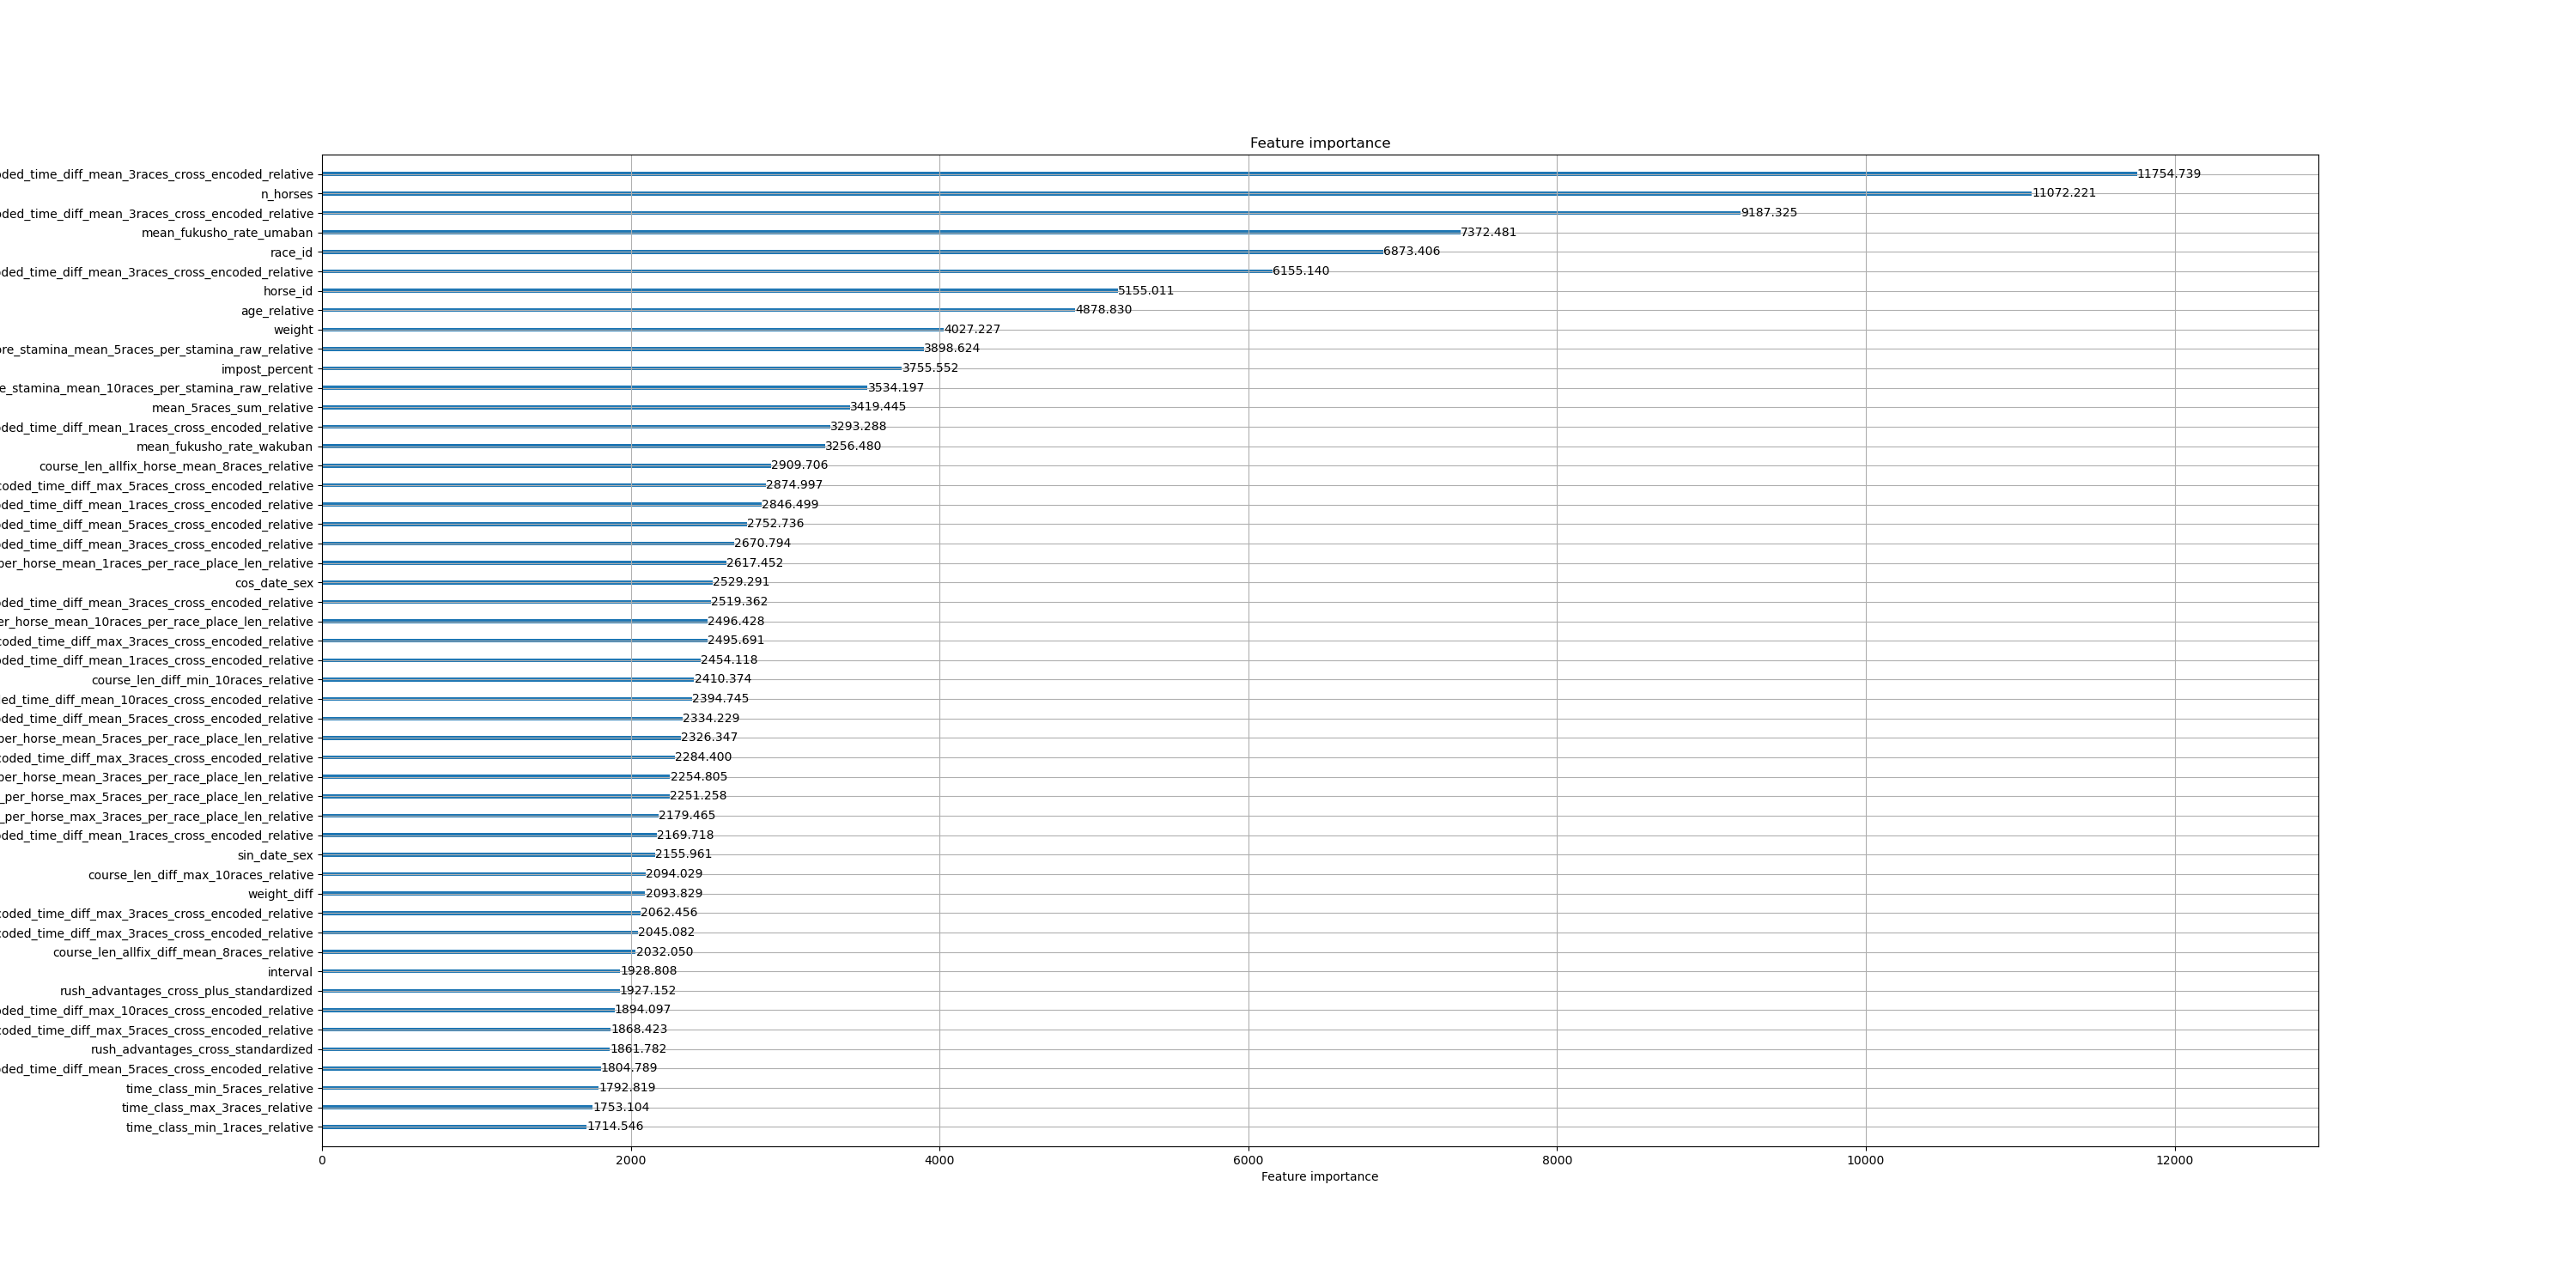 Feature importance
ded_time_diff_mean_3races_cross_encoded_relative 11754.739
n_horses 11072.221
ded_time_diff_mean_3races_cross_encoded_relative 9187.325
mean_fukusho_rate_umaban 7372.481
race_id 6873.406
ded_time_diff_mean_3races_cross_encoded_relative 6155.140
horse_id 5155.011
age_relative 4878.830
weight 4027.227
ore_stamina_mean_5races_per_stamina_raw_relative 3898.624
impost_percent 3755.552
e_stamina_mean_10races_per_stamina_raw_relative 3534.197
mean_5races_sum_relative 3419.445
ded_time_diff_mean_1races_cross_encoded_relative 3293.288
mean_fukusho_rate_wakuban 3256.480
course_len_allfix_horse_mean_8races_relative 2909.706
coded_time_diff_max_5races_cross_encoded_relative 2874.997
ded_time_diff_mean_1races_cross_encoded_relative 2846.499
ded_time_diff_mean_5races_cross_encoded_relative 2752.736
ded_time_diff_mean_3races_cross_encoded_relative 2670.794
per_horse_mean_1races_per_race_place_len_relative 2617.452
cos_date_sex 2529.291
ded_time_diff_mean_3races_cross_encoded_relative 2519.362
er_horse_mean_10races_per_race_place_len_relative 2496.428
coded_time_diff_max_3races_cross_encoded_relative 2495.691
ded_time_diff_mean_1races_cross_encoded_relative 2454.118
course_len_diff_min_10races_relative 2410.374
ed_time_diff_mean_10races_cross_encoded_relative 2394.745
ded_time_diff_mean_5races_cross_encoded_relative 2334.229
per_horse_mean_5races_per_race_place_len_relative 2326.347
coded_time_diff_max_3races_cross_encoded_relative 2284.400
per_horse_mean_3races_per_race_place_len_relative 2254.805
_per_horse_max_5races_per_race_place_len_relative 2251.258
_per_horse_max_3races_per_race_place_len_relative 2179.465
ded_time_diff_mean_1races_cross_encoded_relative 2169.718
sin_date_sex 2155.961
course_len_diff_max_10races_relative 2094.029
weight_diff 2093.829
coded_time_diff_max_3races_cross_encoded_relative 2062.456
coded_time_diff_max_3races_cross_encoded_relative 2045.082
course_len_allfix_diff_mean_8races_relative 2032.050
interval 1928.808
rush_advantages_cross_plus_standardized 1927.152
ded_time_diff_max_10races_cross_encoded_relative 1894.097
coded_time_diff_max_5races_cross_encoded_relative 1868.423
rush_advantages_cross_standardized 1861.782
ded_time_diff_mean_5races_cross_encoded_relative 1804.789
time_class_min_5races_relative 1792.819
time_class_max_3races_relative 1753.104
time_class_min_1races_relative 1714.546
0 2000 4000 6000 8000 10000 12000
Feature importance